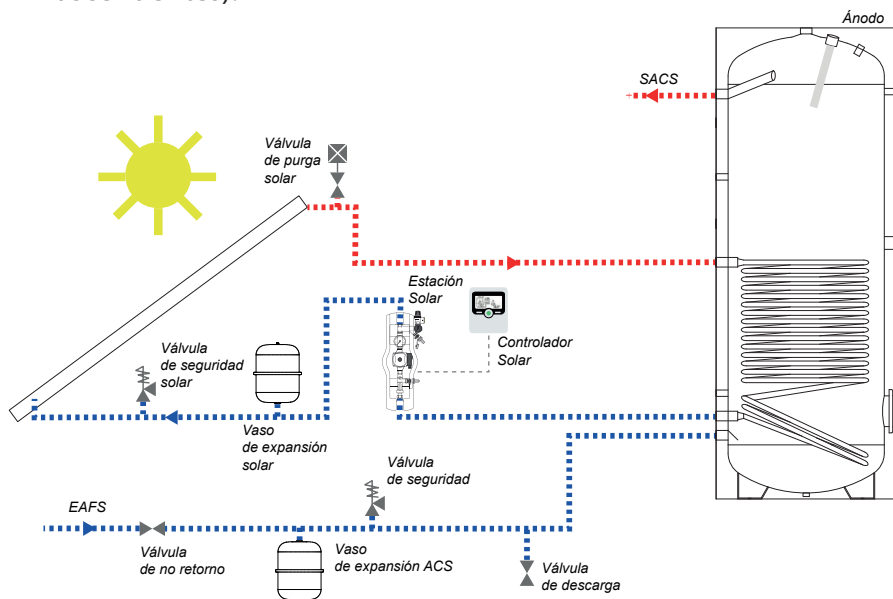 Ánodo
SACS
Válvula
de purga
solar
Estación
Solar
Controlador
Solar
Válvula
de seguridad
solar
Vaso
de expansión
solar
Válvula
de seguridad
EAFS
Válvula
de no retorno
Vaso
de expansión ACS
Válvula
de descarga